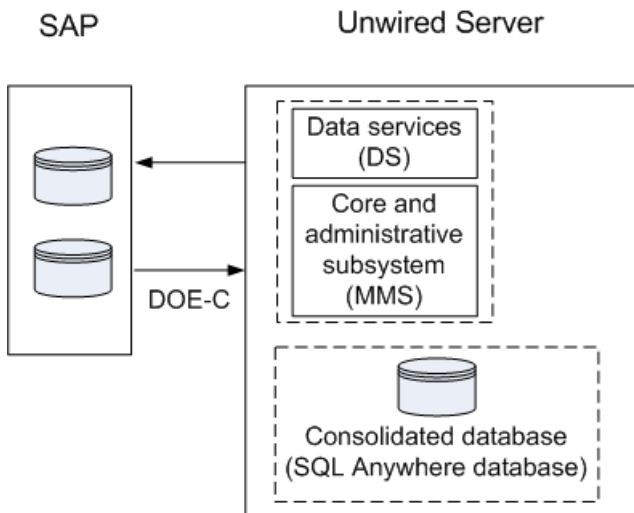 SAP
Unwired Server
Data services
(DS)
Core and
administrative
subsystem
(MMS)
DOE-C
Consolidated database
(SQL Anywhere database)